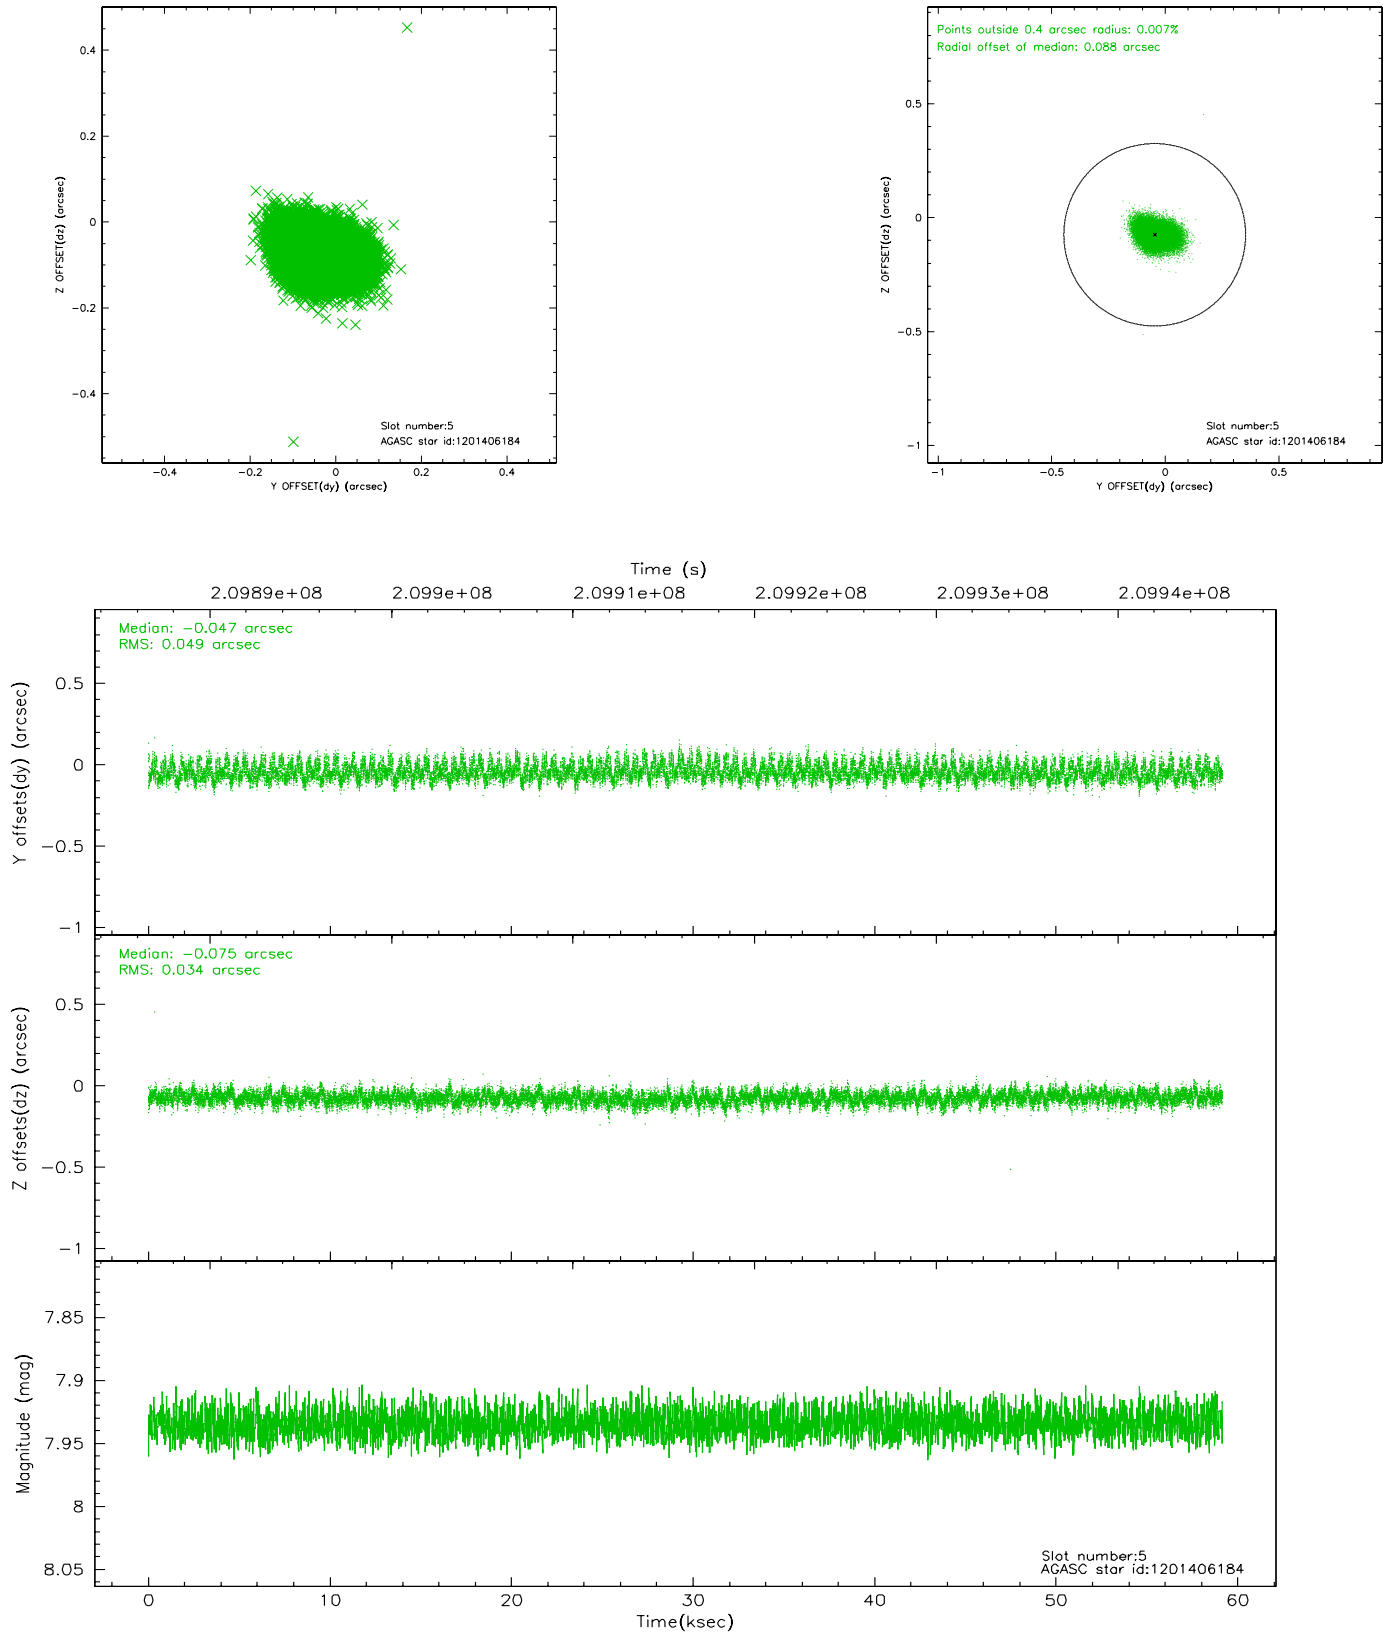 0.4
0.2
0
−0.2
−0.4
Z OFFSET(dz) (arcsec)
Slot number:5
AGASC star id:1201406184
−0.4 −0.2 0 0.2 0.4
Y OFFSET(dy) (arcsec)
Points outside 0.4 arcsec radius: 0.007%
Radial offset of median: 0.088 arcsec
0.5
0
−0.5
−1
Z OFFSET(dz) (arcsec)
Slot number:5
AGASC star id:1201406184
−1 −0.5 0 0.5
Y OFFSET(dy) (arcsec)
Time (s)
2.0989e+08 2.099e+08 2.0991e+08 2.0992e+08 2.0993e+08 2.0994e+08
Median: −0.047 arcsec
RMS: 0.049 arcsec
0.5
0
−0.5
−1
Y offsets(dy) (arcsec)
Median: −0.075 arcsec
RMS: 0.034 arcsec
0.5
0
−0.5
−1
Z offsets(dz) (arcsec)
7.85
7.9
7.95
8
8.05
Magnitude (mag)
Slot number:5
AGASC star id:1201406184
0 10 20 30 40 50 60
Time(ksec)